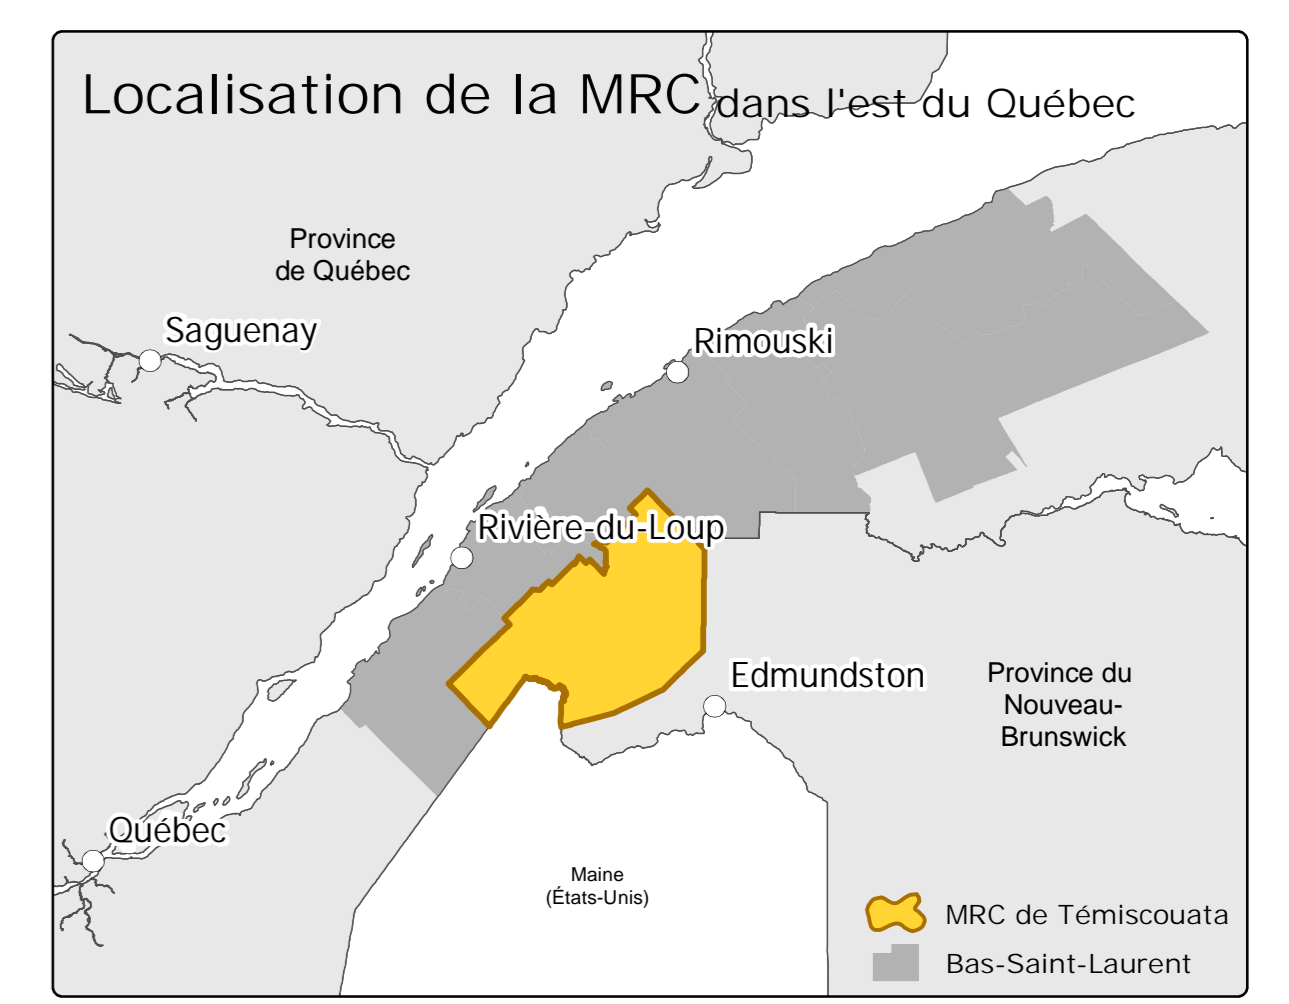 Localisation de la MRC dans l'est du Québec
Province
de Québec
Saguenay
Rimouski
Rivière-du-Loup
Edmundston
Province du
Nouveau-
Brunswick
Québec
Maine
(États-Unis)
MRC de Témiscouata
Bas-Saint-Laurent